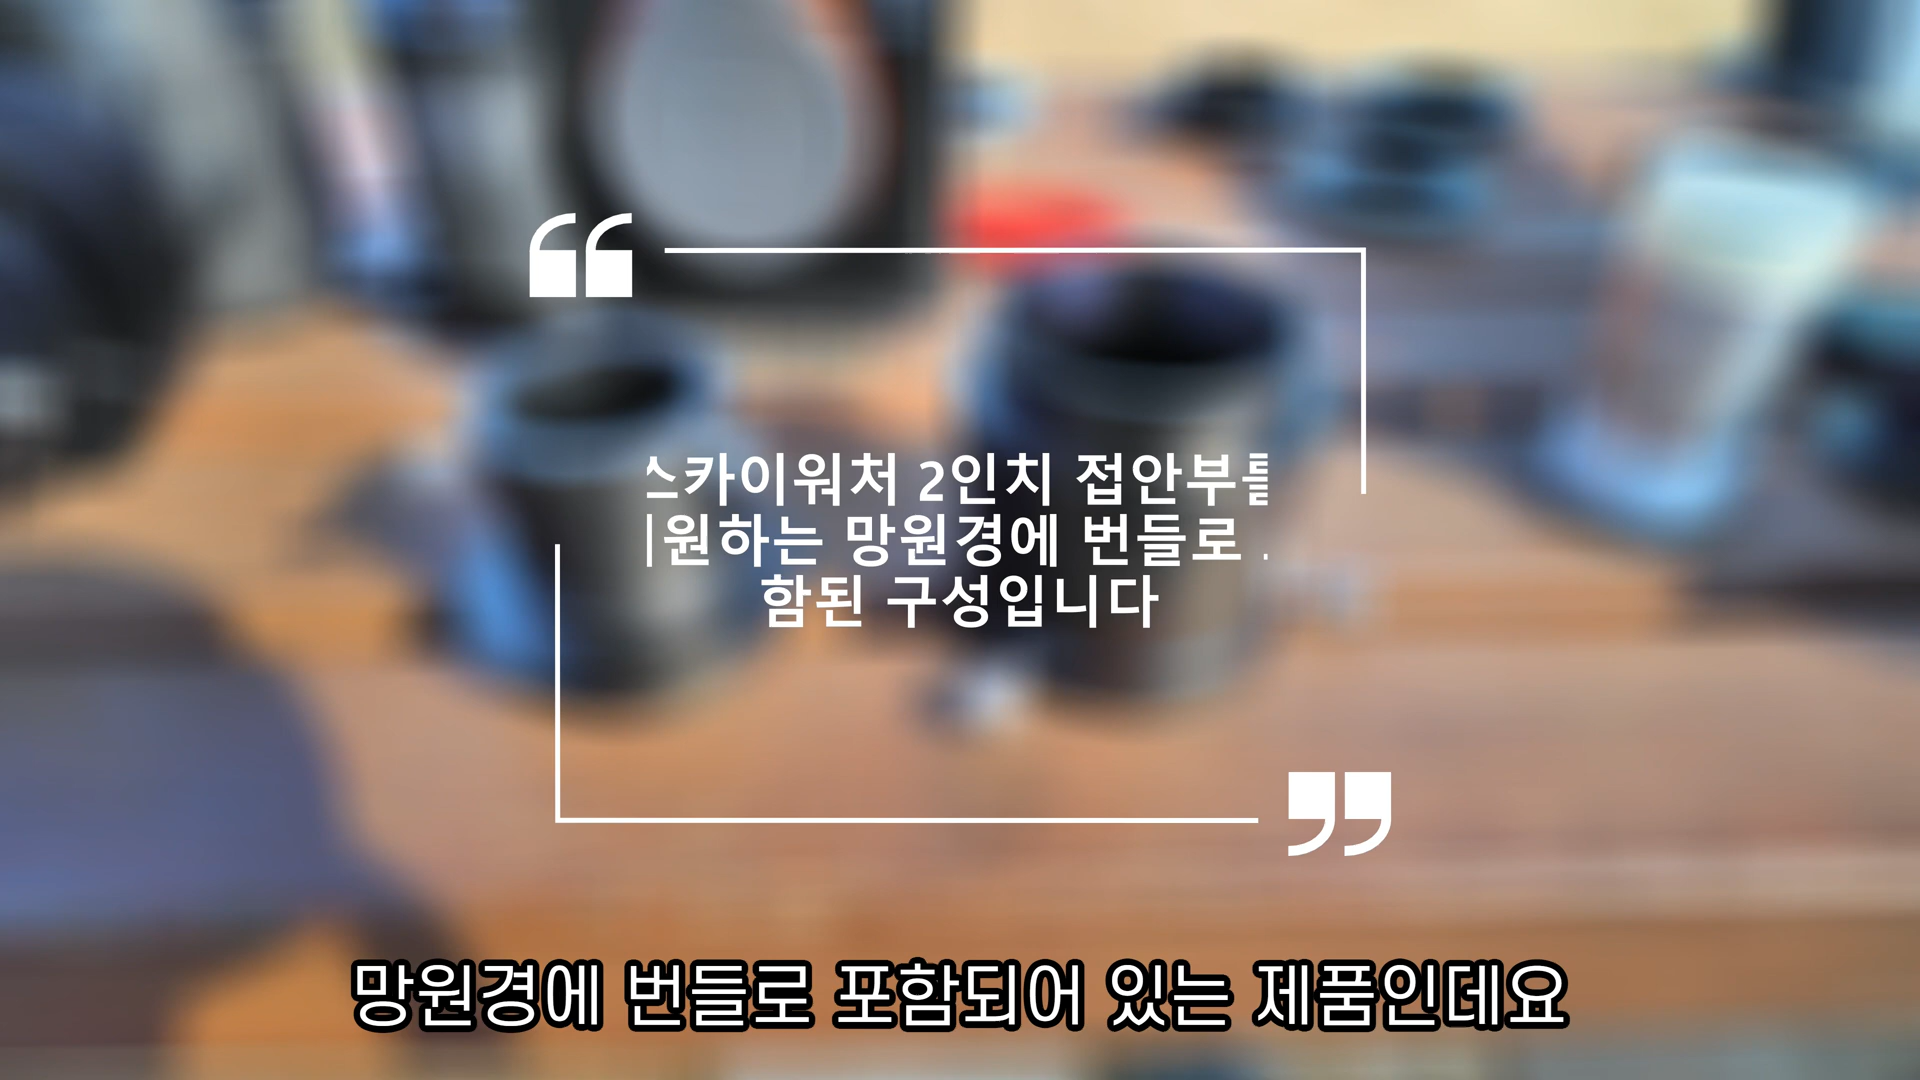 스카이워처 2인치 접안부를
원하는 망원경에 번들로
함된 구성입니다
망원경에 번들로 포함되어 있는 제품인데요